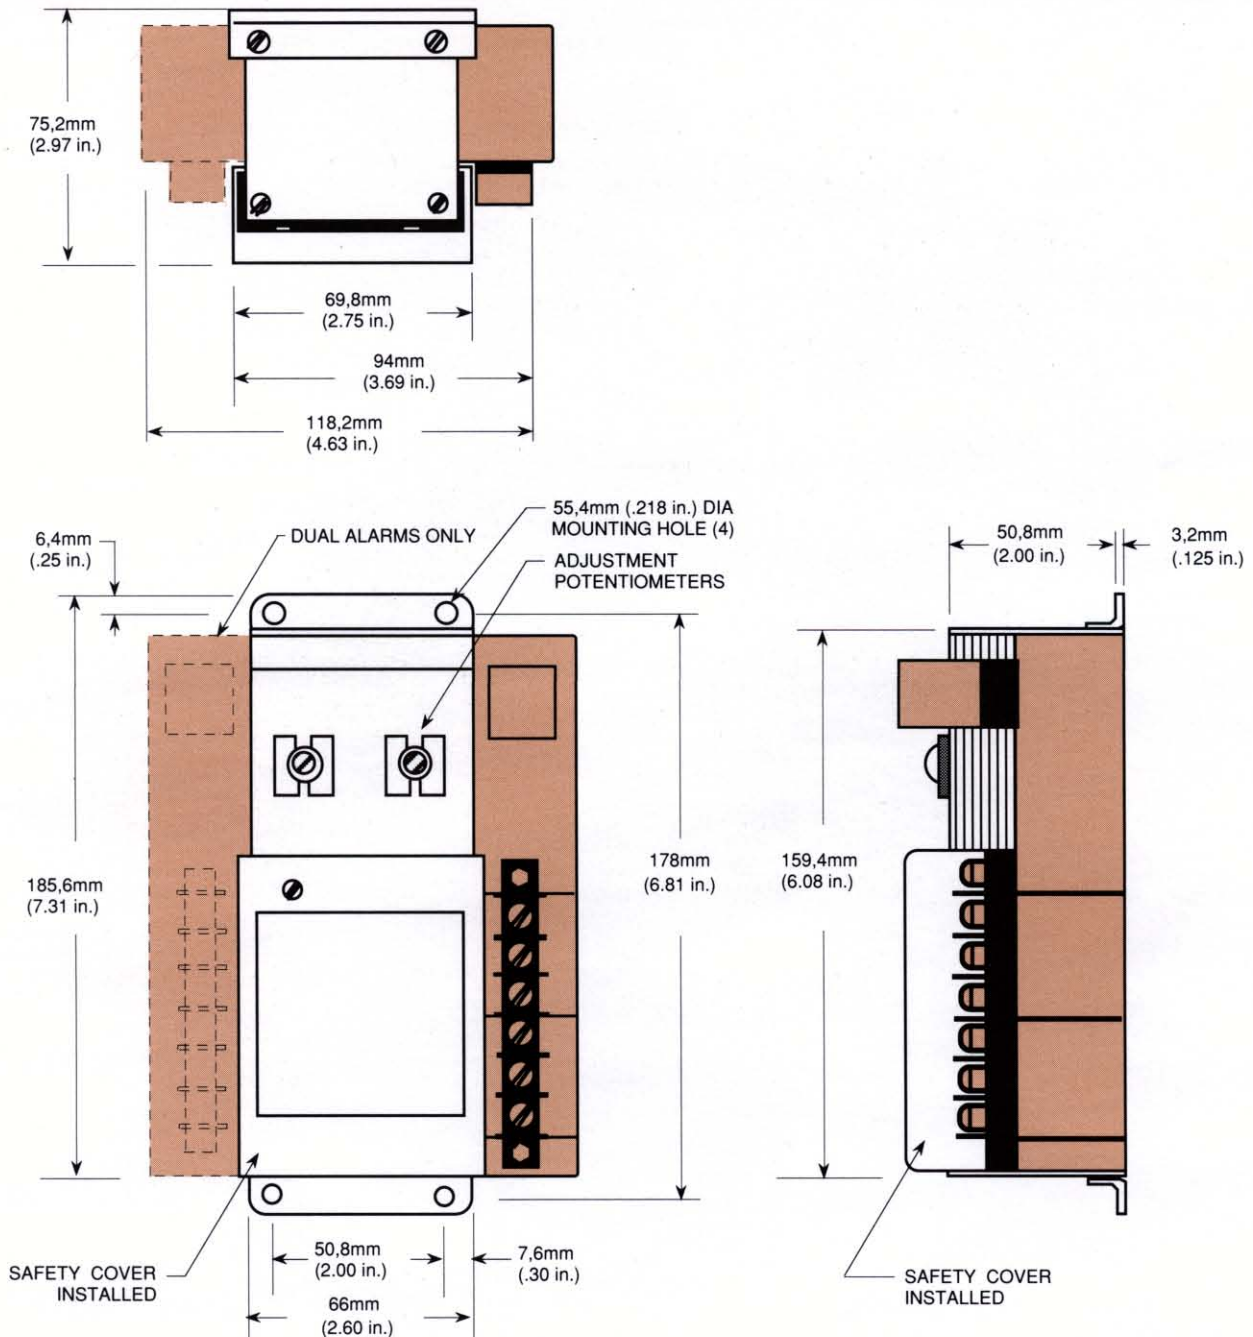 75,2mm
(2.97 in.)
69,8mm
(2.75 in.)
94mm
(3.69 in.)
118,2mm
(4.63 in.)
6,4mm
(.25 in.)
DUAL ALARMS ONLY
55,4mm (.218 in.) DIA
MOUNTING HOLE (4)
ADJUSTMENT
POTENTIOMETERS
50,8mm
(2.00 in.)
3,2mm
(.125 in.)
185,6mm
(7.31 in.)
178mm
(6.81 in.)
159,4mm
(6.08 in.)
SAFETY COVER
INSTALLED
50,8mm
(2.00 in.)
7,6mm
(.30 in.)
66mm
(2.60 in.)
SAFETY COVER
INSTALLED